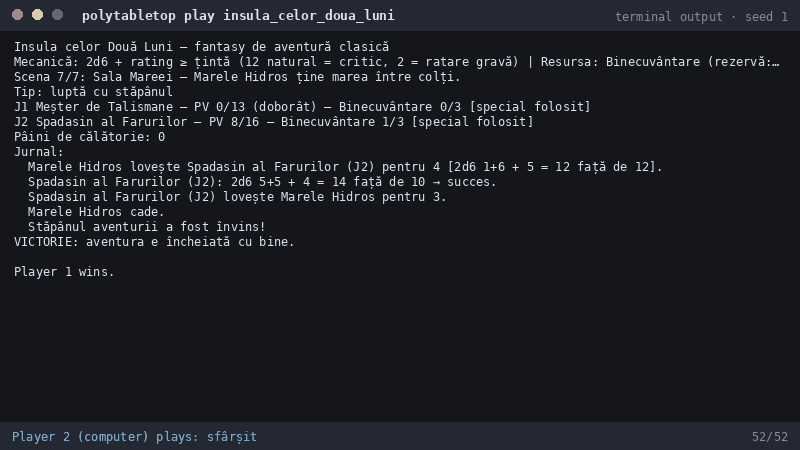 polytabletop play insula_celor_doua_luni
terminal output · seed 1
Insula celor Două Luni — fantasy de aventură clasică
Mecanică: 2d6 + rating ≥ țintă (12 natural = critic, 2 = ratare gravă) | Resursa: Binecuvântare (rezervă:…
Scena 7/7: Sala Mareei — Marele Hidros ține marea între colți.
Tip: luptă cu stăpânul
J1 Meșter de Talismane — PV 0/13 (doborât) — Binecuvântare 0/3 [special folosit]
J2 Spadasin al Farurilor — PV 8/16 — Binecuvântare 1/3 [special folosit]
Pâini de călătorie: 0
Jurnal:
Marele Hidros lovește Spadasin al Farurilor (J2) pentru 4 [2d6 1+6 + 5 = 12 față de 12].
Spadasin al Farurilor (J2): 2d6 5+5 + 4 = 14 față de 10 → succes.
Spadasin al Farurilor (J2) lovește Marele Hidros pentru 3.
Marele Hidros cade.
Stăpânul aventurii a fost învins!
VICTORIE: aventura e încheiată cu bine.
Player 1 wins.
Player 2 (computer) plays: sfârșit
52/52